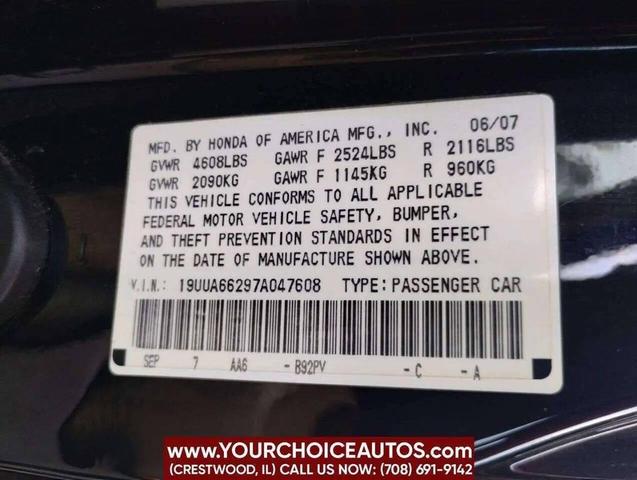 MFD. BY HONDA OF AMERICA MFG., INC. 06/07
GVWR 4608LBS GAWR F 2524LBS R 2116LBS
GVWR 2090KG GAWR F 1145KG R 960KG
THIS VEHICLE CONFORMS TO ALL APPLICABLE
FEDERAL MOTOR VEHICLE SAFETY, BUMPER,
AND THEFT PREVENTION STANDARDS IN EFFECT
ON THE DATE OF MANUFACTURE SHOWN ABOVE.
V.I.N.: 19UUA66297A047608 TYPE: PASSENGER CAR
SEP 7 AA6 - B92PV - C - A
WWW.YOURCHOICEAUTOS.COM
(CRESTWOOD, IL) CALL US NOW: (708) 691-9142